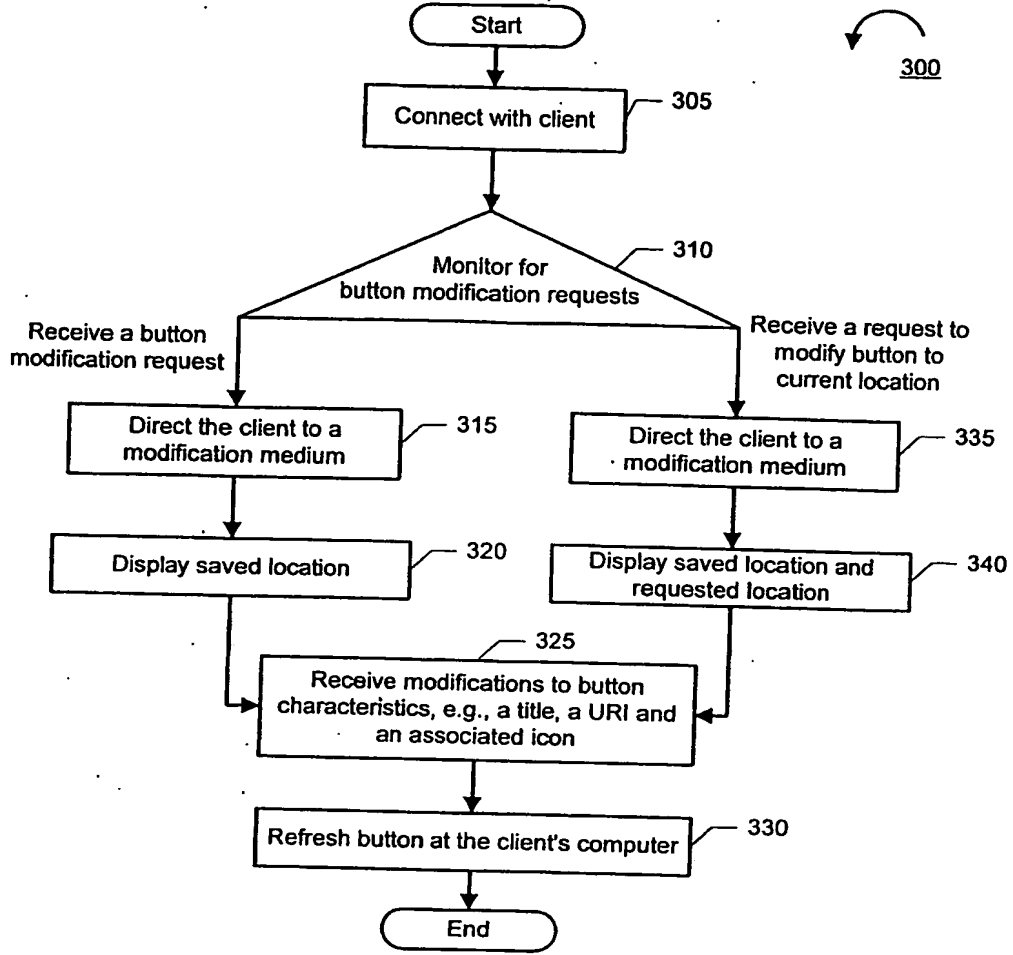 Start
300
Connect with client
305
310
Monitor for
button modification requests
Receive a button
modification request
Receive a request to
modify button to
current location
Direct the client to a
modification medium
315
Direct the client to a
modification medium
335
Display saved location
320
Display saved location and
requested location
340
325
Receive modifications to button
characteristics, e.g., a title, a URI and
an associated icon
Refresh button at the client's computer
330
End